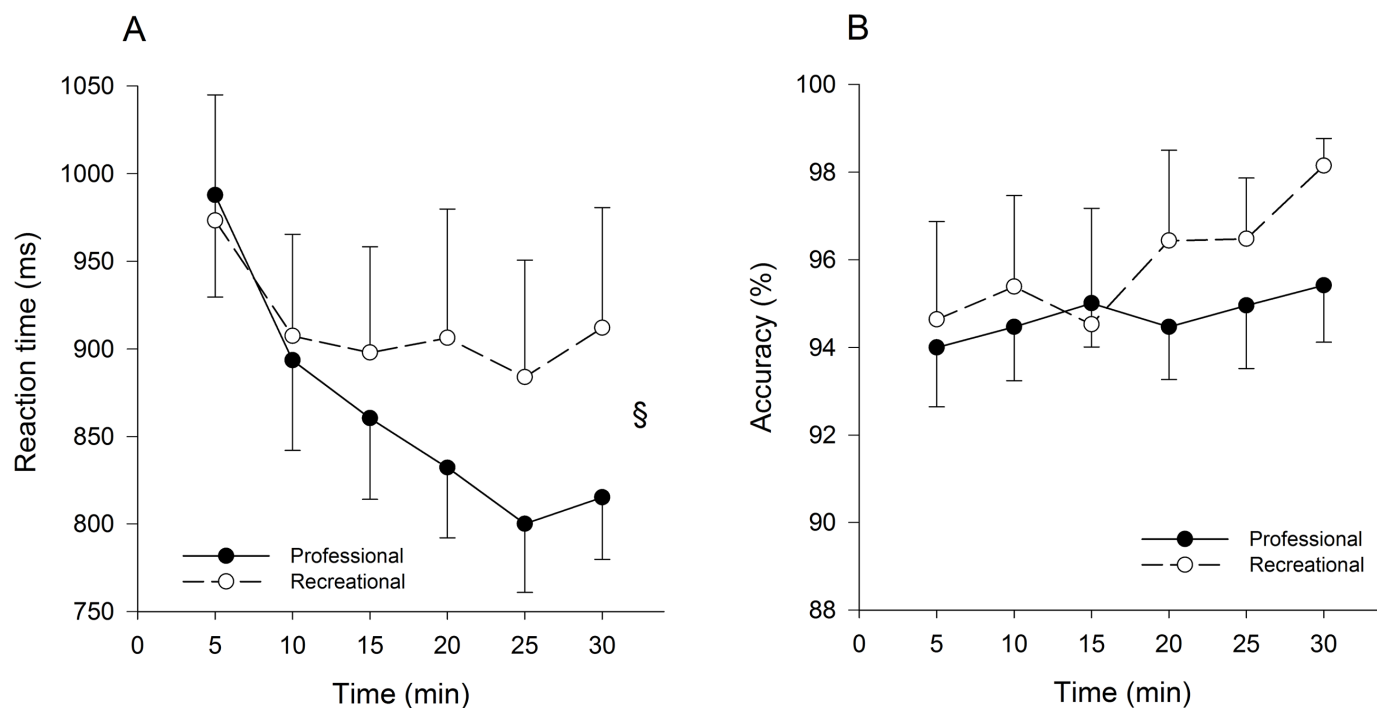 A
Reaction time (ms)
1050
1000
950
900
850
800
750
0 5 10 15 20 25 30
Time (min)
§
Professional
Recreational
B
Accuracy (%)
100
98
96
94
92
90
88
0 5 10 15 20 25 30
Time (min)
Professional
Recreational